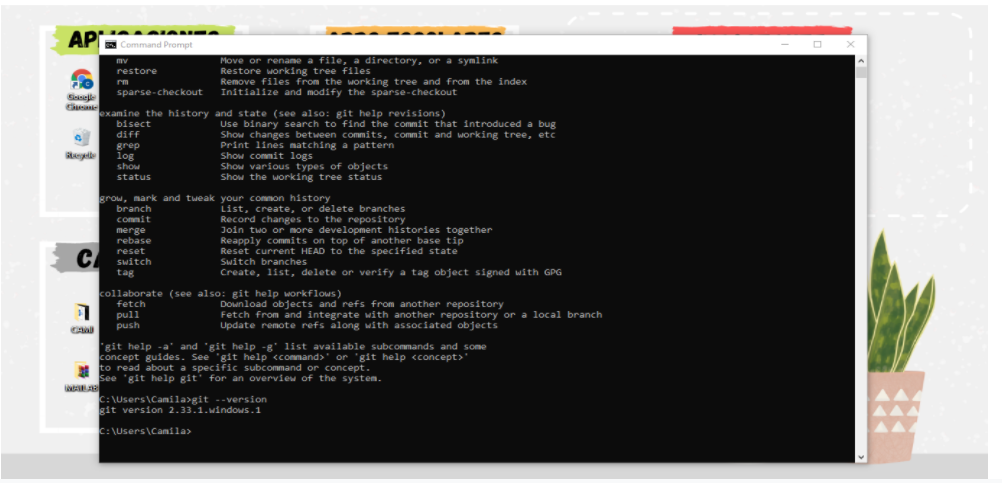 Command Prompt
mv Move or rename a file, a directory, or a symlink
restore Restore working tree files
rm Remove files from the working tree and from the index
sparse-checkout Initialize and modify the sparse-checkout
examine the history and state (see also: git help revisions)
bisect Use binary search to find the commit that introduced a bug
diff Show changes between commits, commit and working tree, etc
grep Print lines matching a pattern
log Show commit logs
show Show various types of objects
status Show the working tree status
grow, mark and tweak your common history
branch List, create, or delete branches
commit Record changes to the repository
merge Join two or more development histories together
rebase Reapply commits on top of another base tip
reset Reset current HEAD to the specified state
switch Switch branches
tag Create, list, delete or verify a tag object signed with GPG
collaborate (see also: git help workflows)
fetch Download objects and refs from another repository
pull Fetch from and integrate with another repository or a local branch
push Update remote refs along with associated objects
'git help -a' and 'git help -g' list available subcommands and some
concept guides. See 'git help <command>' or 'git help <concept>'
to read about a specific subcommand or concept.
See 'git help git' for an overview of the system.
C:\Users\Camila>git --version
git version 2.33.1.windows.1
C:\Users\Camila>
Google
Chrome
Recycle
CAMI
MATLAB